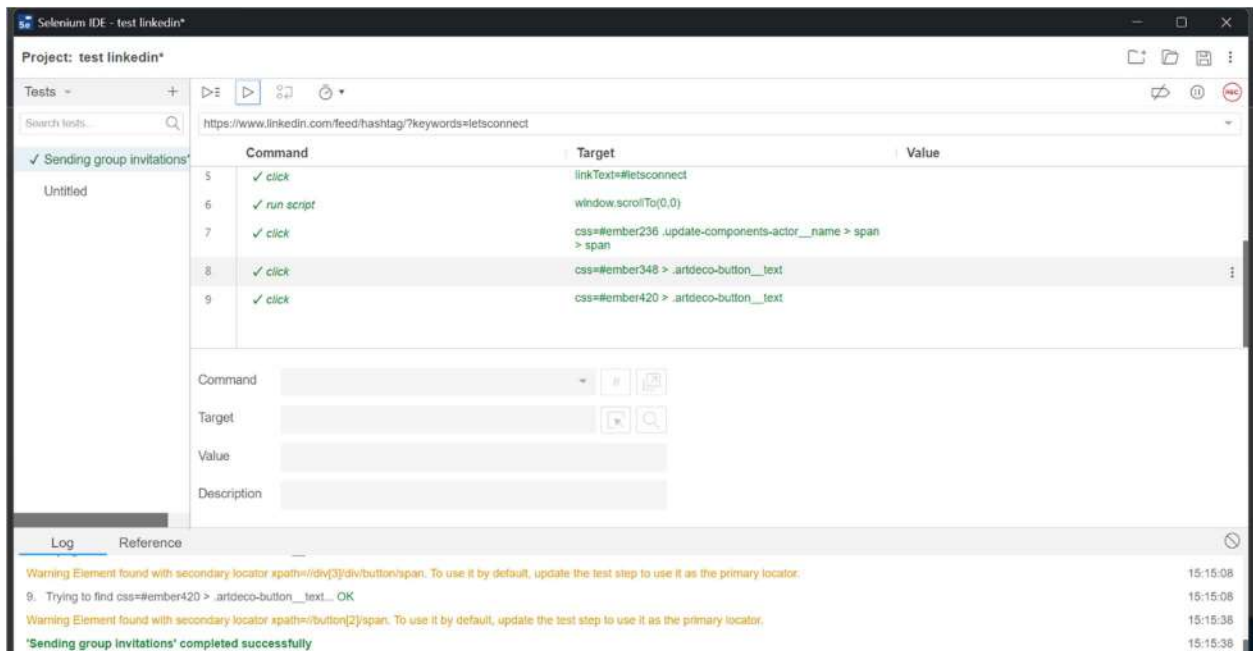 Selenium IDE - test linkedin*
Project: test linkedin*
Tests
Search tests...
https://www.linkedin.com/feed/hashtag/?keywords=letsconnect
✓ Sending group invitations*
Untitled
Command Target Value
5 ✓ click linkText=#letsconnect
6 ✓ run script window.scrollTo(0,0)
7 ✓ click css=#ember236 .update-components-actor__name > span
> span
8 ✓ click css=#ember348 > .artdeco-button__text
9 ✓ click css=#ember420 > .artdeco-button__text
Command
//
Target
Value
Description
Log Reference
Warning Element found with secondary locator xpath=//div[3]/div/button/span. To use it by default, update the test step to use it as the primary locator. 15:15:08
9. Trying to find css=#ember420 > .artdeco-button__text... OK 15:15:08
Warning Element found with secondary locator xpath=//button[2]/span. To use it by default, update the test step to use it as the primary locator. 15:15:38
'Sending group invitations' completed successfully 15:15:38
REC